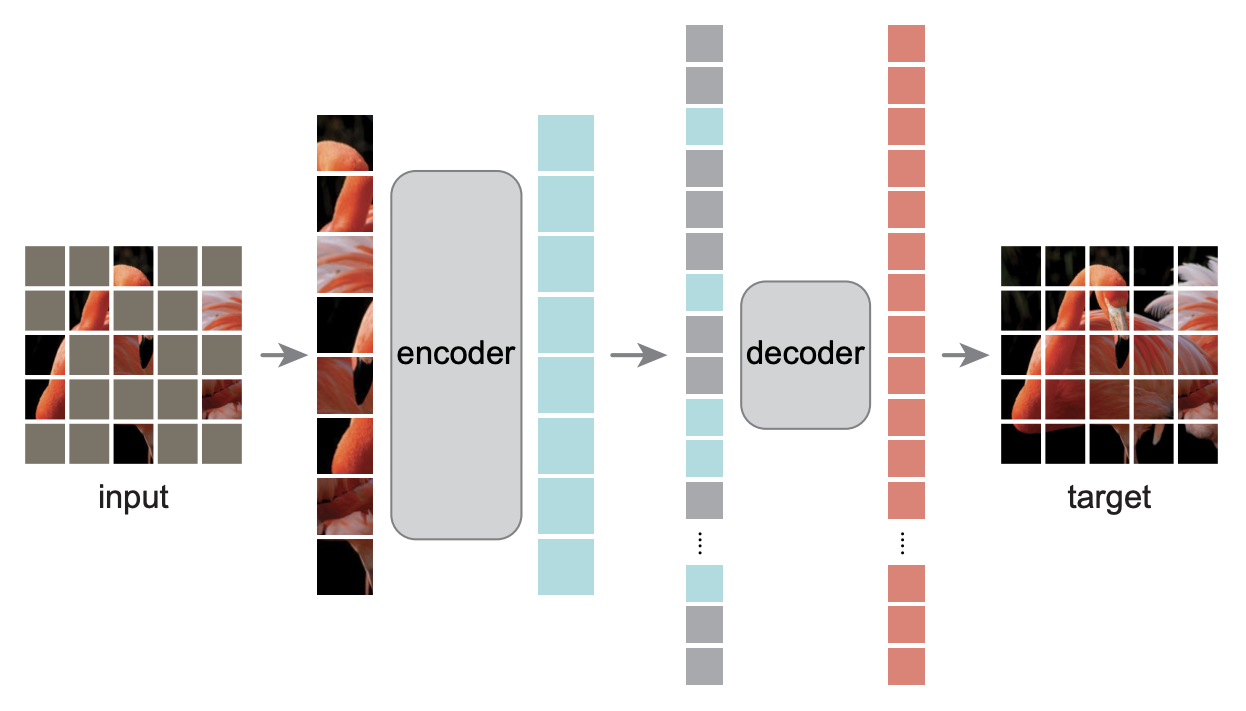 encoder
decoder
input
target